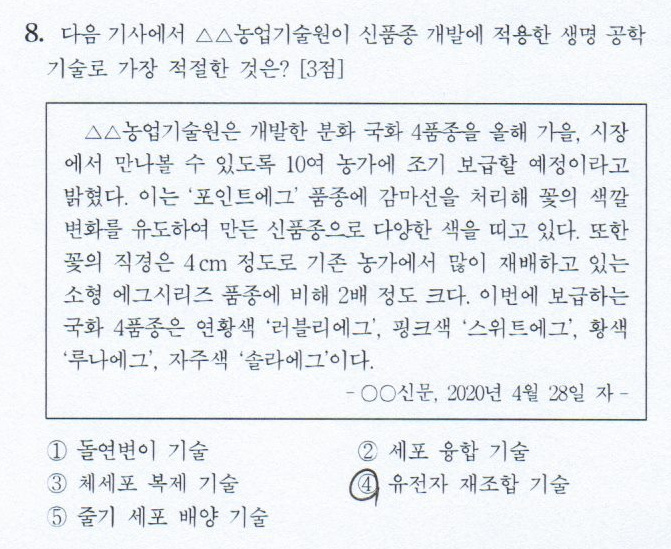 8. 다음 기사에서 △△농업기술원이 신품종 개발에 적용한 생명 공학
기술로 가장 적절한 것은? [3점]
△△농업기술원은 개발한 분화 국화 4품종을 올해 가을, 시장
에서 만나볼 수 있도록 10여 농가에 조기 보급할 예정이라고
밝혔다. 이는 ‘포인트에그’ 품종에 감마선을 처리해 꽃의 색깔
변화를 유도하여 만든 신품종으로 다양한 색을 띠고 있다. 또한
꽃의 직경은 4cm 정도로 기존 농가에서 많이 재배하고 있는
소형 에그시리즈 품종에 비해 2배 정도 크다. 이번에 보급하는
국화 4품종은 연황색 ‘러블리에그’, 핑크색 ‘스위트에그’, 황색
‘루나에그’, 자주색 ‘솔라에그’이다.
- ○○신문, 2020년 4월 28일 자 -
① 돌연변이 기술 ② 세포 융합 기술
③ 체세포 복제 기술 ④ 유전자 재조합 기술
⑤ 줄기 세포 배양 기술